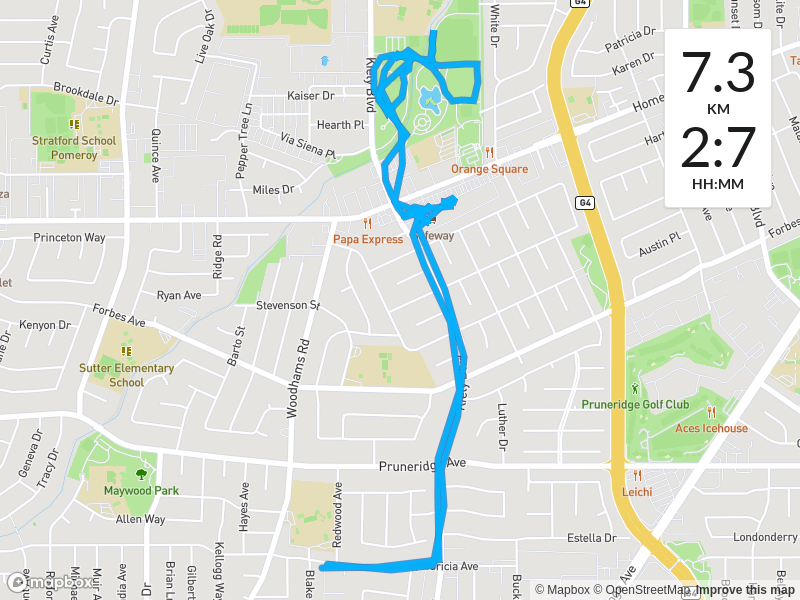 Curtis Ave
Live Oak Dr
Kiely Blvd
White Dr
G4
Patricia Dr
Karen Dr
7.3
KM
2:7
HH:MM
Brookdale Dr
Kaiser Dr
Stratford School
Pomeroy
Quince Ave
Pepper Tree Ln
Hearth Pl
Via Siena Pl
Orange Square
Miles Dr
G4
Princeton Way
Ridge Rd
Papa Express
Austin Pl
Forbes
Ryan Ave
Stevenson St
Forbes Ave
Kenyon Dr
Barto St
Sutter Elementary
School
Woodhams Rd
Luther Dr
Pruneridge Golf Club
Aces Icehouse
Geneva Dr
Tracy Dr
Pruneridge Ave
Leichi
Maywood Park
Hayes Ave
Redwood Ave
Allen Way
Estella Dr
Londonderry
Kellogg Way
Blake
mapbox
© Mapbox © OpenStreetMap Improve this map